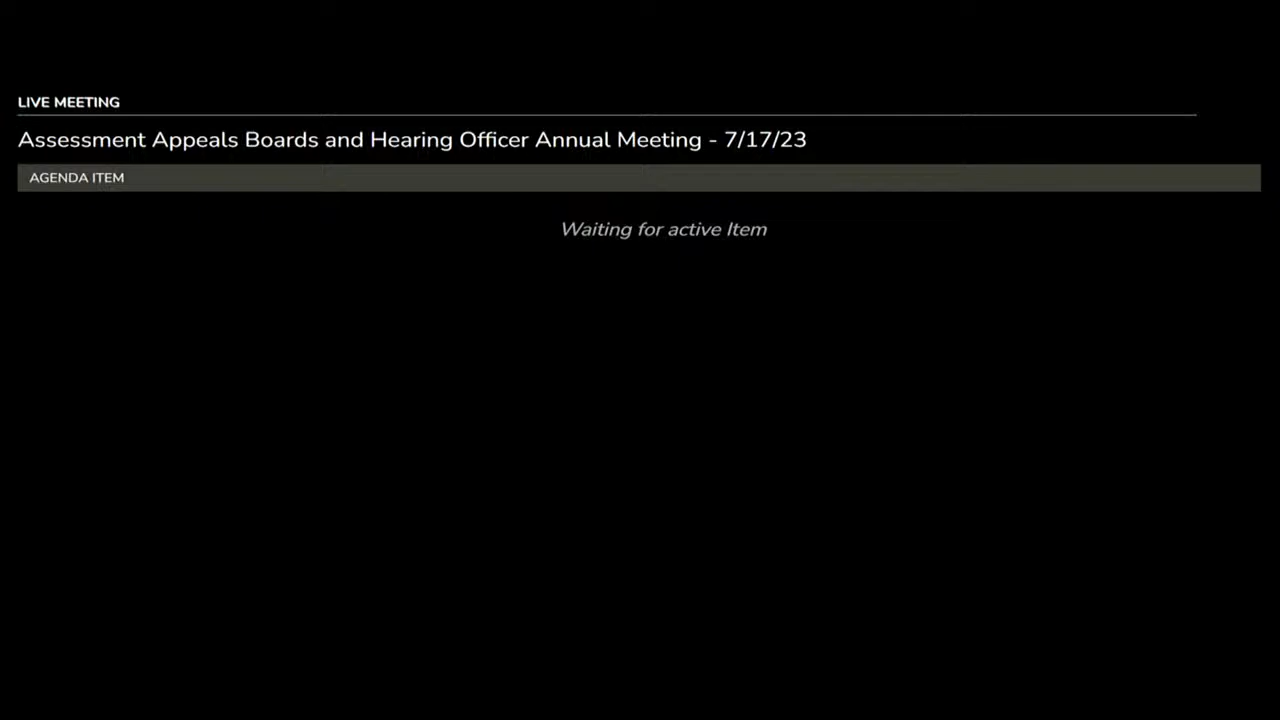 LIVE MEETING
Assessment Appeals Boards and Hearing Officer Annual Meeting - 7/17/23
AGENDA ITEM
Waiting for active Item